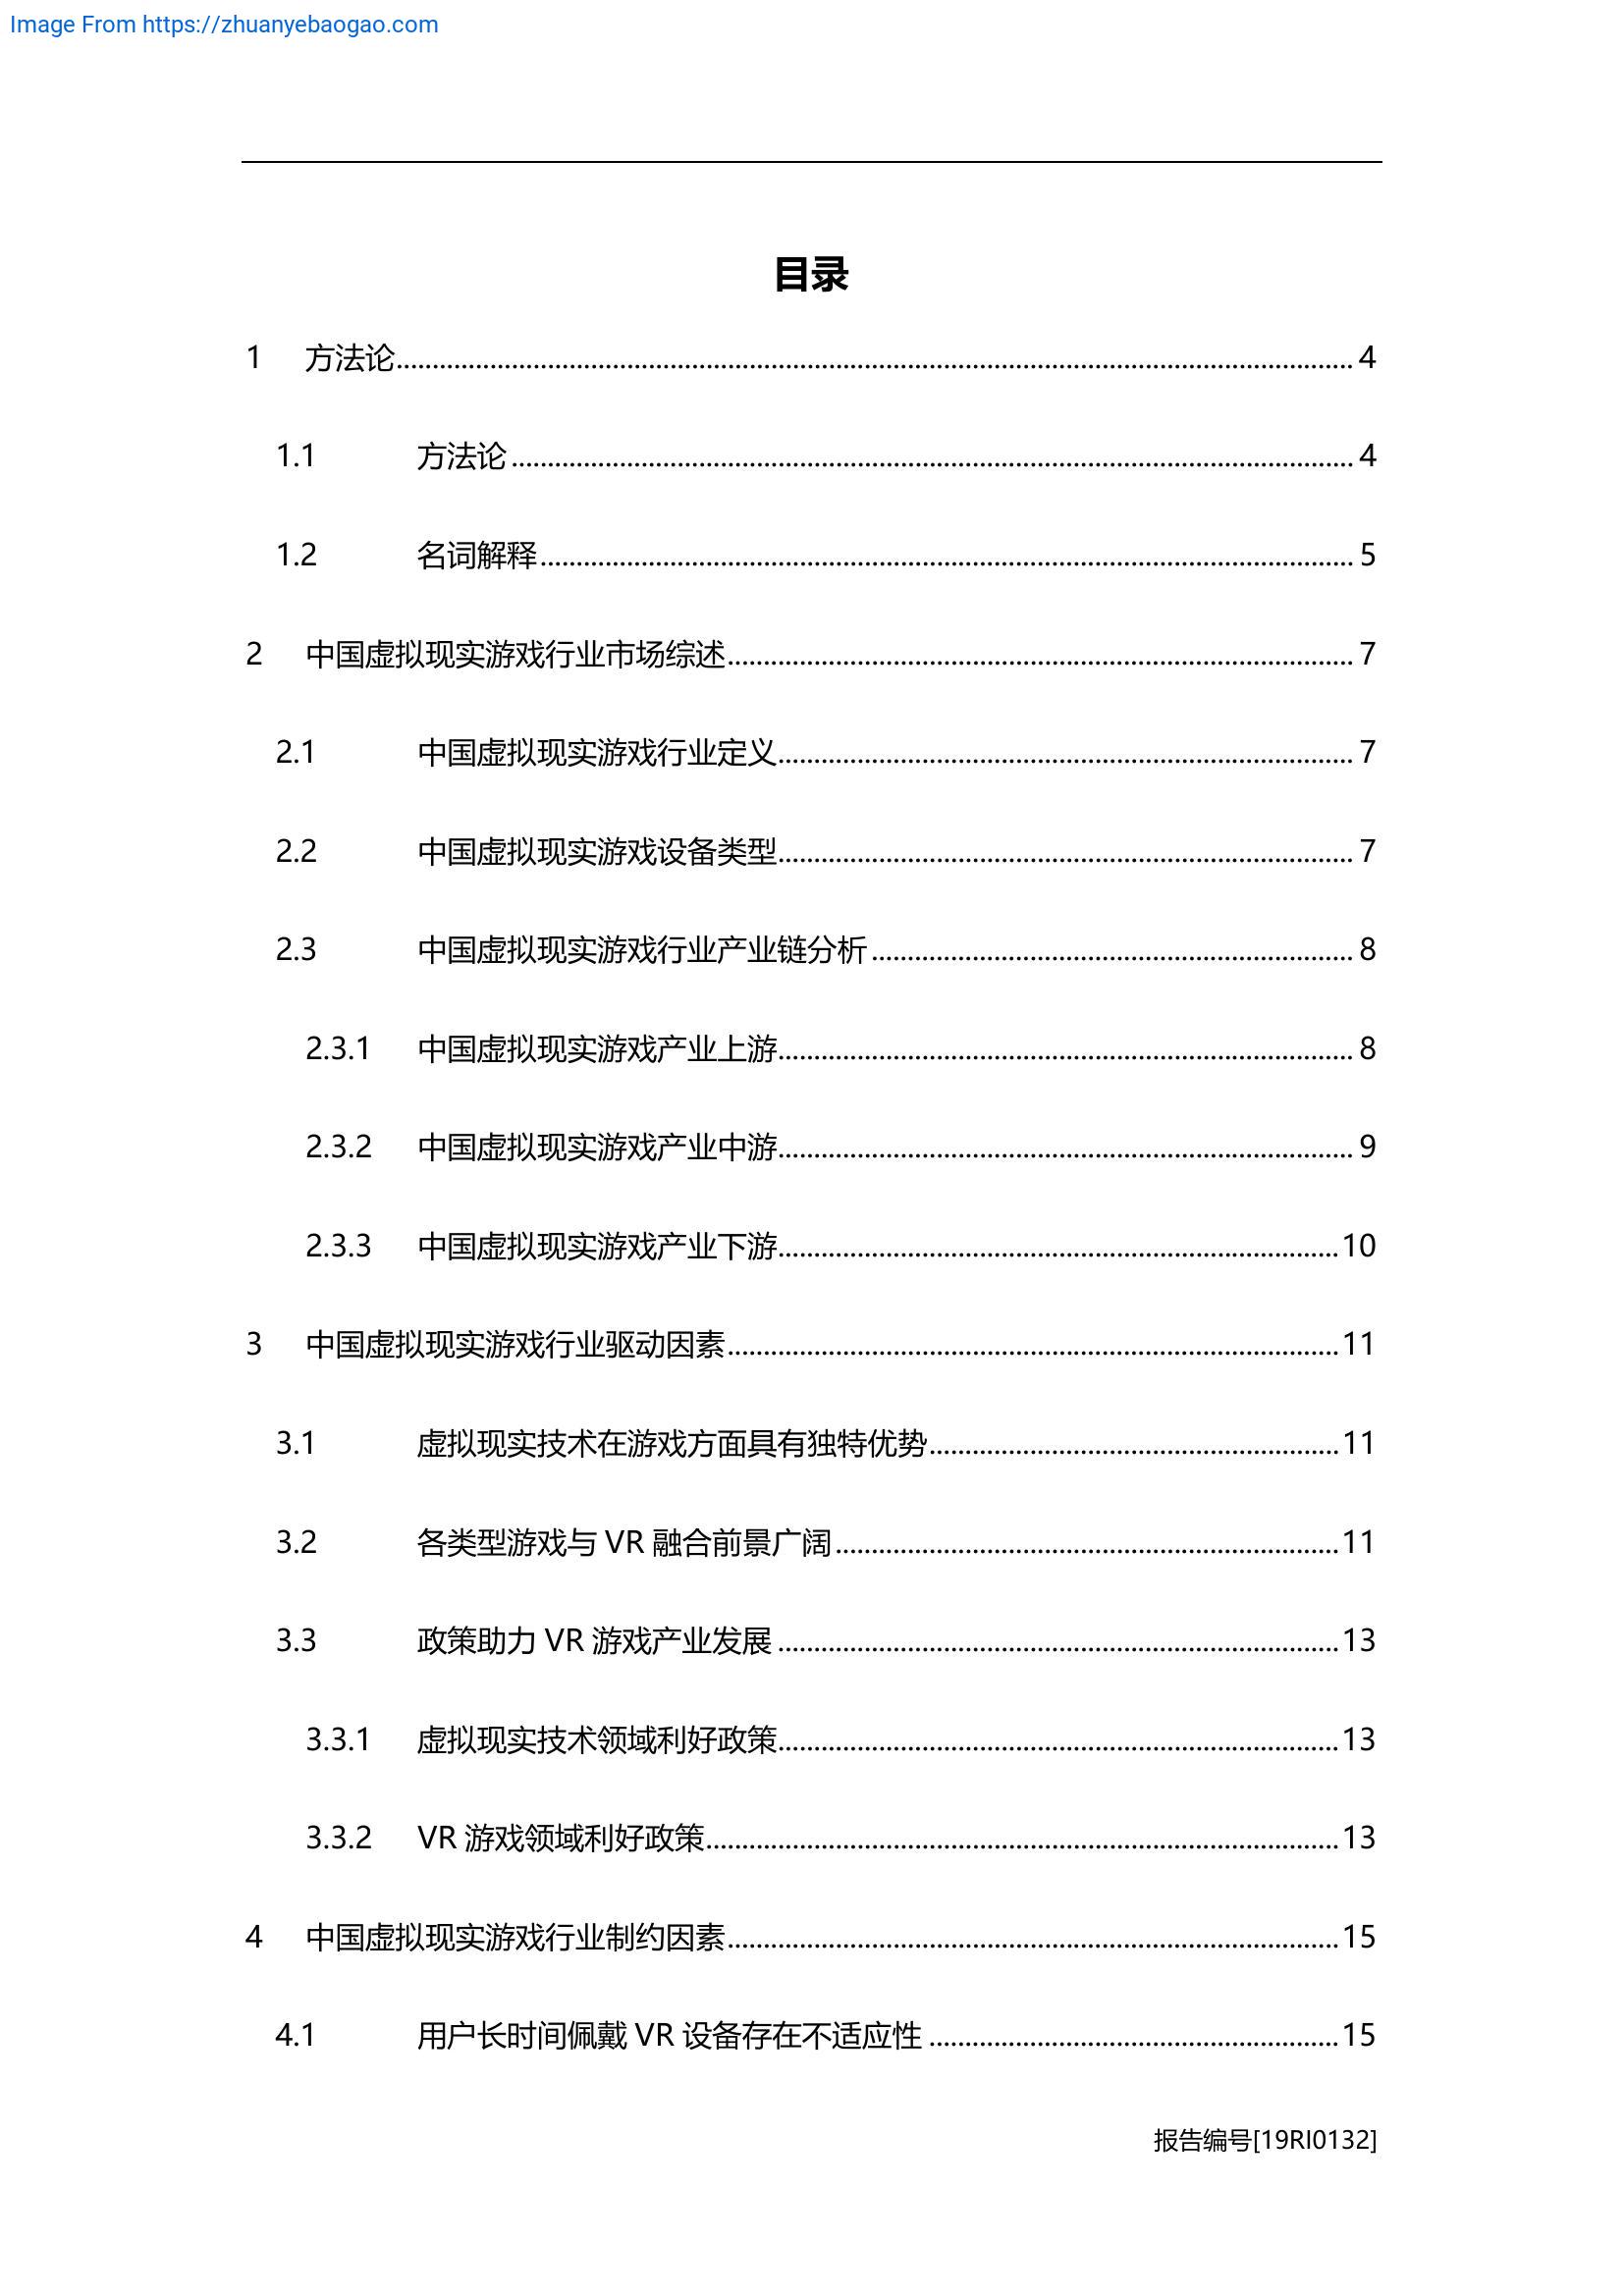 Image From https://zhuanyebaogao.com
目录
1 方法论 4
1.1 方法论 4
1.2 名词解释 5
2 中国虚拟现实游戏行业市场综述 7
2.1 中国虚拟现实游戏行业定义 7
2.2 中国虚拟现实游戏设备类型 7
2.3 中国虚拟现实游戏行业产业链分析 8
2.3.1 中国虚拟现实游戏产业上游 8
2.3.2 中国虚拟现实游戏产业中游 9
2.3.3 中国虚拟现实游戏产业下游 10
3 中国虚拟现实游戏行业驱动因素 11
3.1 虚拟现实技术在游戏方面具有独特优势 11
3.2 各类型游戏与 VR 融合前景广阔 11
3.3 政策助力 VR 游戏产业发展 13
3.3.1 虚拟现实技术领域利好政策 13
3.3.2 VR 游戏领域利好政策 13
4 中国虚拟现实游戏行业制约因素 15
4.1 用户长时间佩戴 VR 设备存在不适应性 15
报告编号[19RI0132]